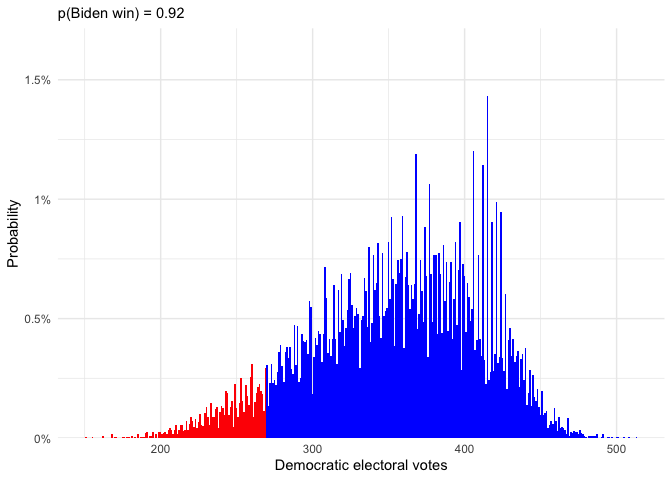 p(Biden win) = 0.92
1.5%
1%
0.5%
0%
Probability
200
300
400
500
Democratic electoral votes